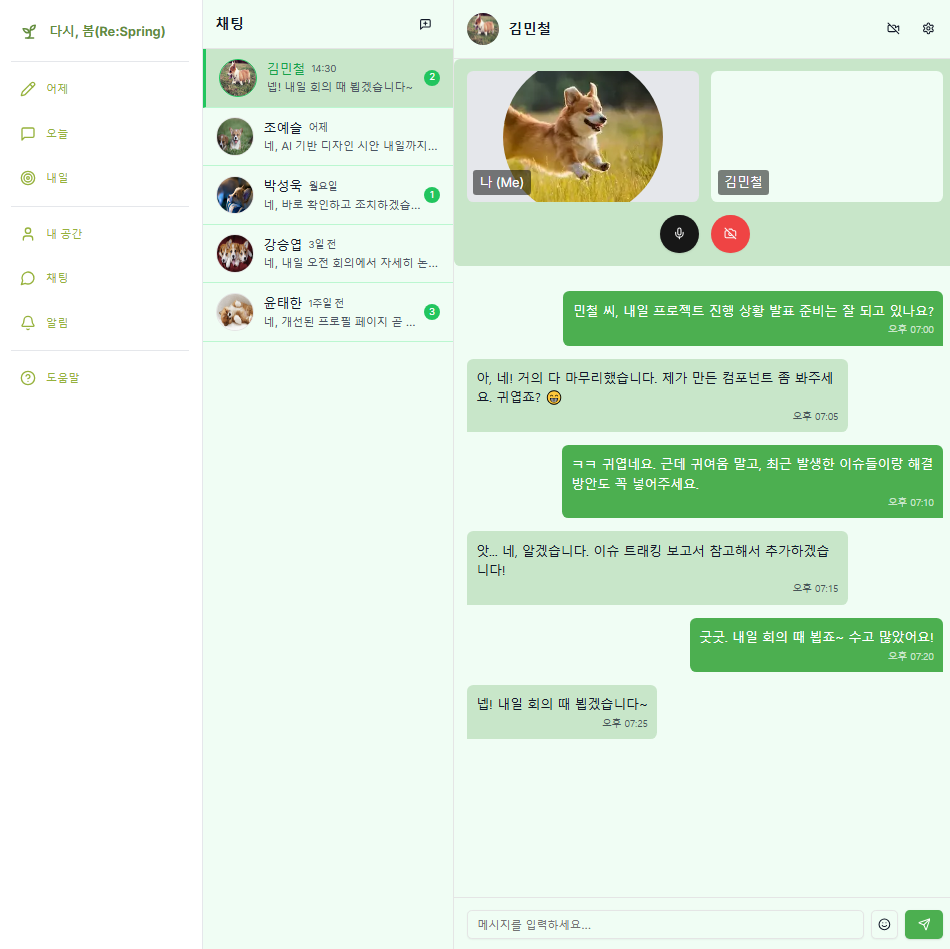 다시, 봄(Re:Spring)
어제
오늘
내일
내 공간
채팅
알림
도움말
채팅
김민철 14:30
넵! 내일 회의 때 뵙겠습니다~
2
조예슬 어제
네, AI 기반 디자인 시안 내일까지...
박성욱 월요일
네, 바로 확인하고 조치하겠습...
1
강승엽 3일 전
네, 내일 오전 회의에서 자세히 논...
윤태한 1주일 전
네, 개선된 프로필 페이지 곧 ...
3
김민철
나 (Me)
김민철
민철 씨, 내일 프로젝트 진행 상황 발표 준비는 잘 되고 있나요?
오후 07:00
아, 네! 거의 다 마무리했습니다. 제가 만든 컴포넌트 좀 봐주세
요. 귀엽죠? 😁
오후 07:05
ㅋㅋ 귀엽네요. 근데 귀여움 말고, 최근 발생한 이슈들이랑 해결
방안도 꼭 넣어주세요.
오후 07:10
앗... 네, 알겠습니다. 이슈 트래킹 보고서 참고해서 추가하겠습
니다!
오후 07:15
굿굿. 내일 회의 때 뵙죠~ 수고 많았어요!
오후 07:20
넵! 내일 회의 때 뵙겠습니다~
오후 07:25
메시지를 입력하세요...